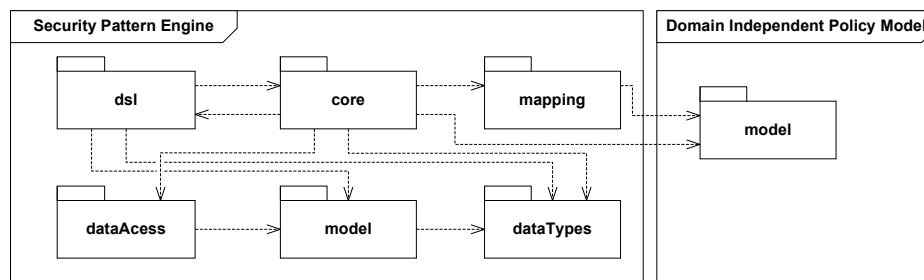 Security Pattern Engine
Domain Independent Policy Model
dsl
core
mapping
model
dataAcess
model
dataTypes